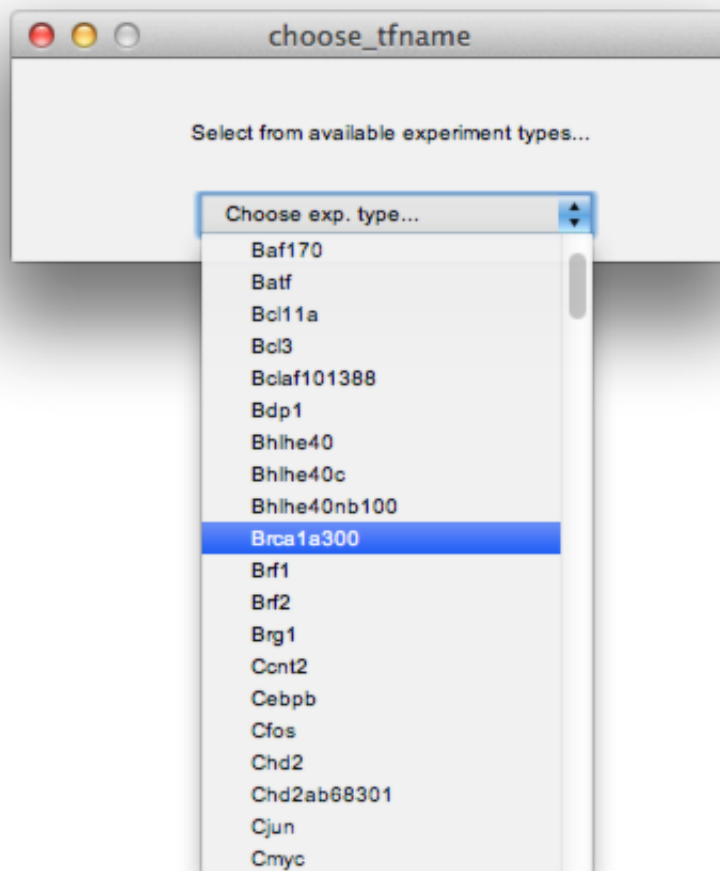 choose_tfname
Select from available experiment types...
Choose exp. type...
Baf170
Batf
Bcl11a
Bcl3
Bclaf101388
Bdp1
Bhlhe40
Bhlhe40c
Bhlhe40nb100
Brca1a300
Brf1
Brf2
Brg1
Ccnt2
Cebpb
Cfos
Chd2
Chd2ab68301
Cjun
Cmyc